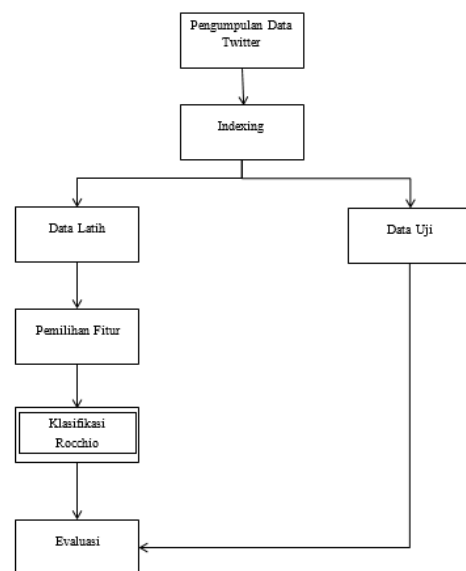 Pengumpulan Data
Twitter
Indexing
Data Latih
Data Uji
Pemilihan Fitur
Klasifikasi
Rocchio
Evaluasi